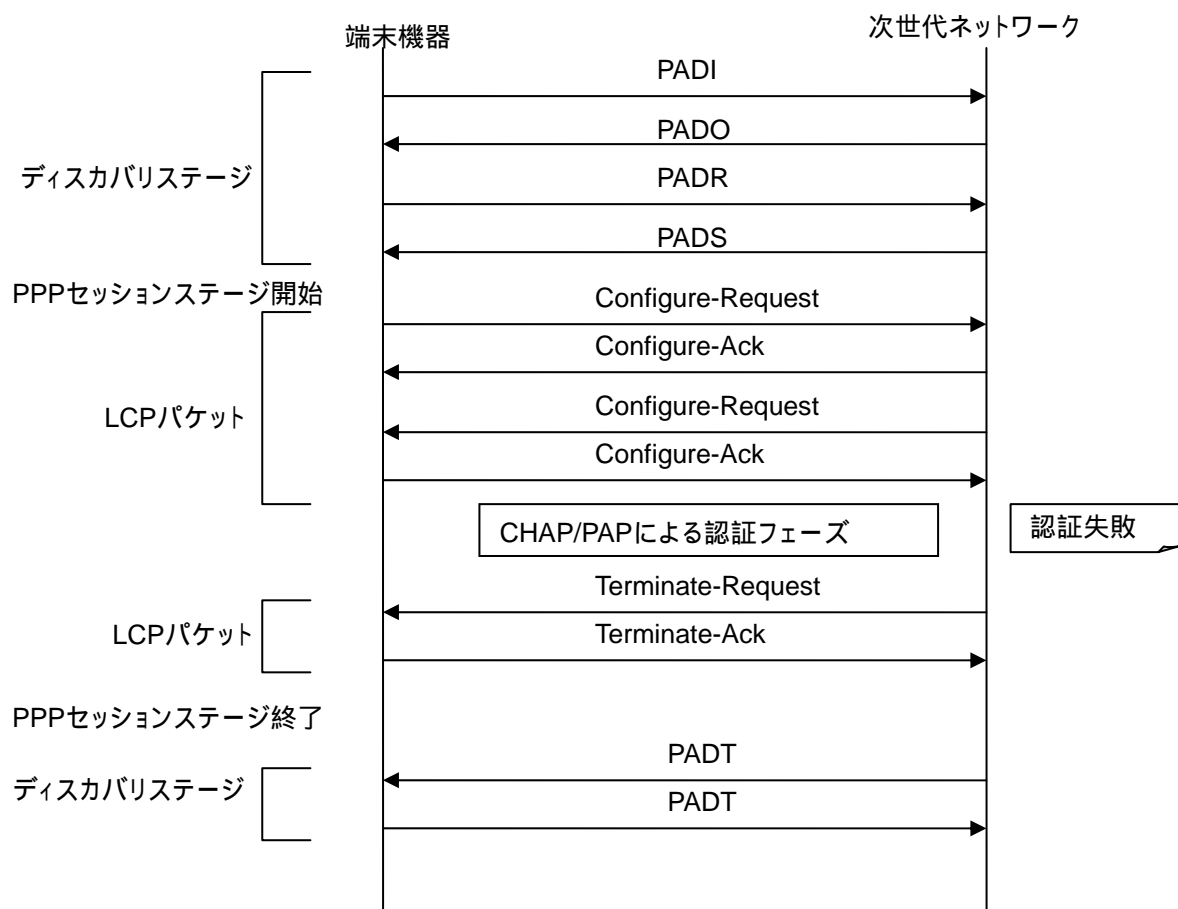 端末機器
次世代ネットワーク
PADI
PADO
ディスカバリステージ
PADR
PADS
PPPセッションステージ開始
Configure-Request
Configure-Ack
LCPパケット
Configure-Request
Configure-Ack
CHAP/PAPによる認証フェーズ
認証失敗
Terminate-Request
LCPパケット
Terminate-Ack
PPPセッションステージ終了
PADT
ディスカバリステージ
PADT